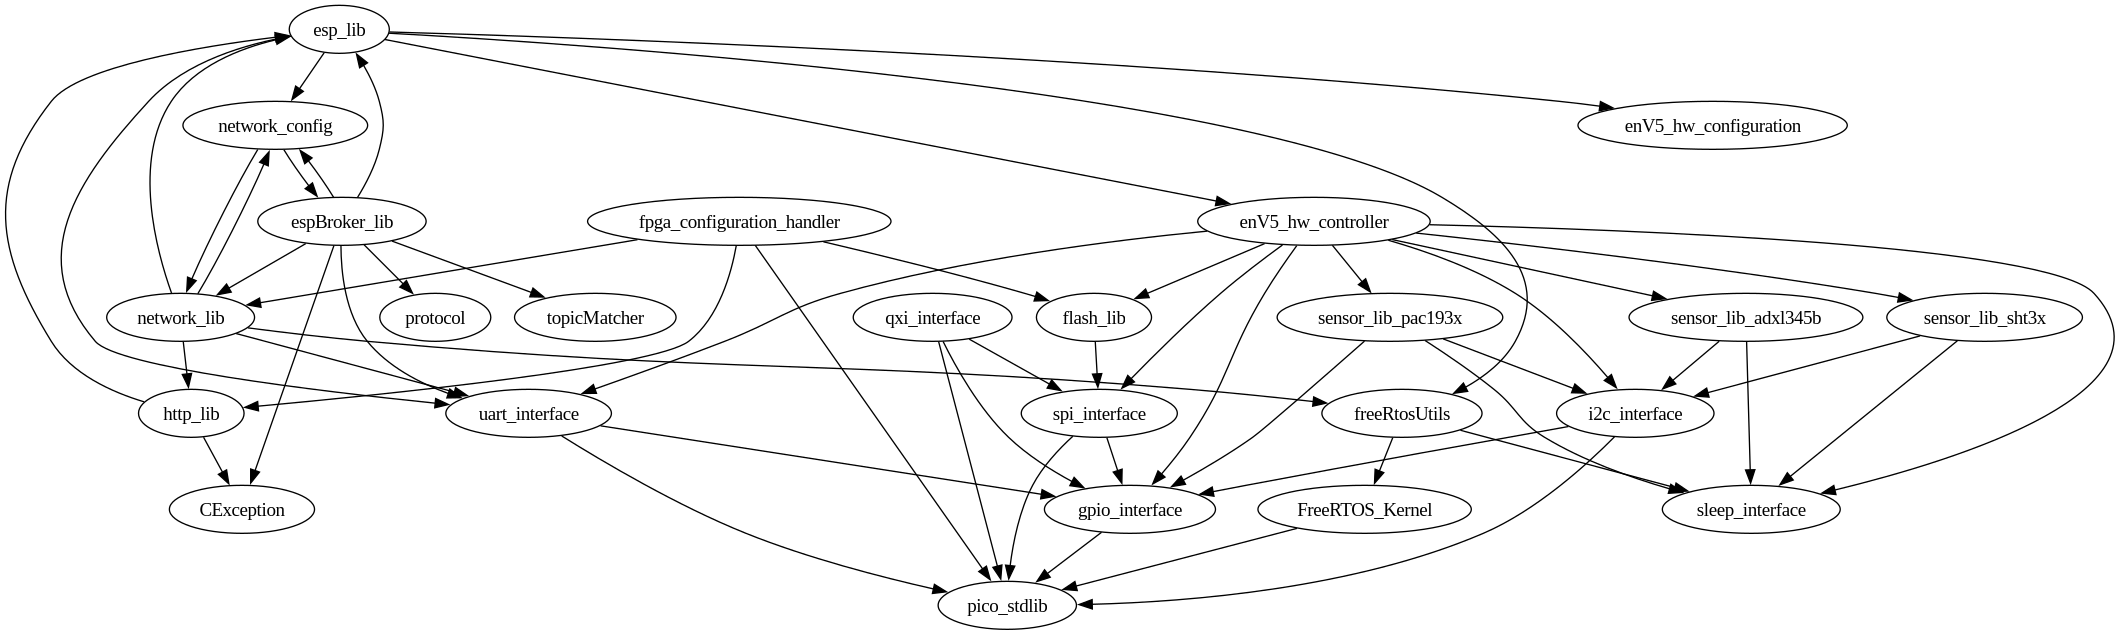 esp_lib
network_config
enV5_hw_configuration
espBroker_lib
fpga_configuration_handler
enV5_hw_controller
network_lib
protocol
topicMatcher
qxi_interface
flash_lib
sensor_lib_pac193x
sensor_lib_adxl345b
sensor_lib_sht3x
http_lib
uart_interface
spi_interface
freeRtosUtils
i2c_interface
CException
gpio_interface
FreeRTOS_Kernel
sleep_interface
pico_stdlib